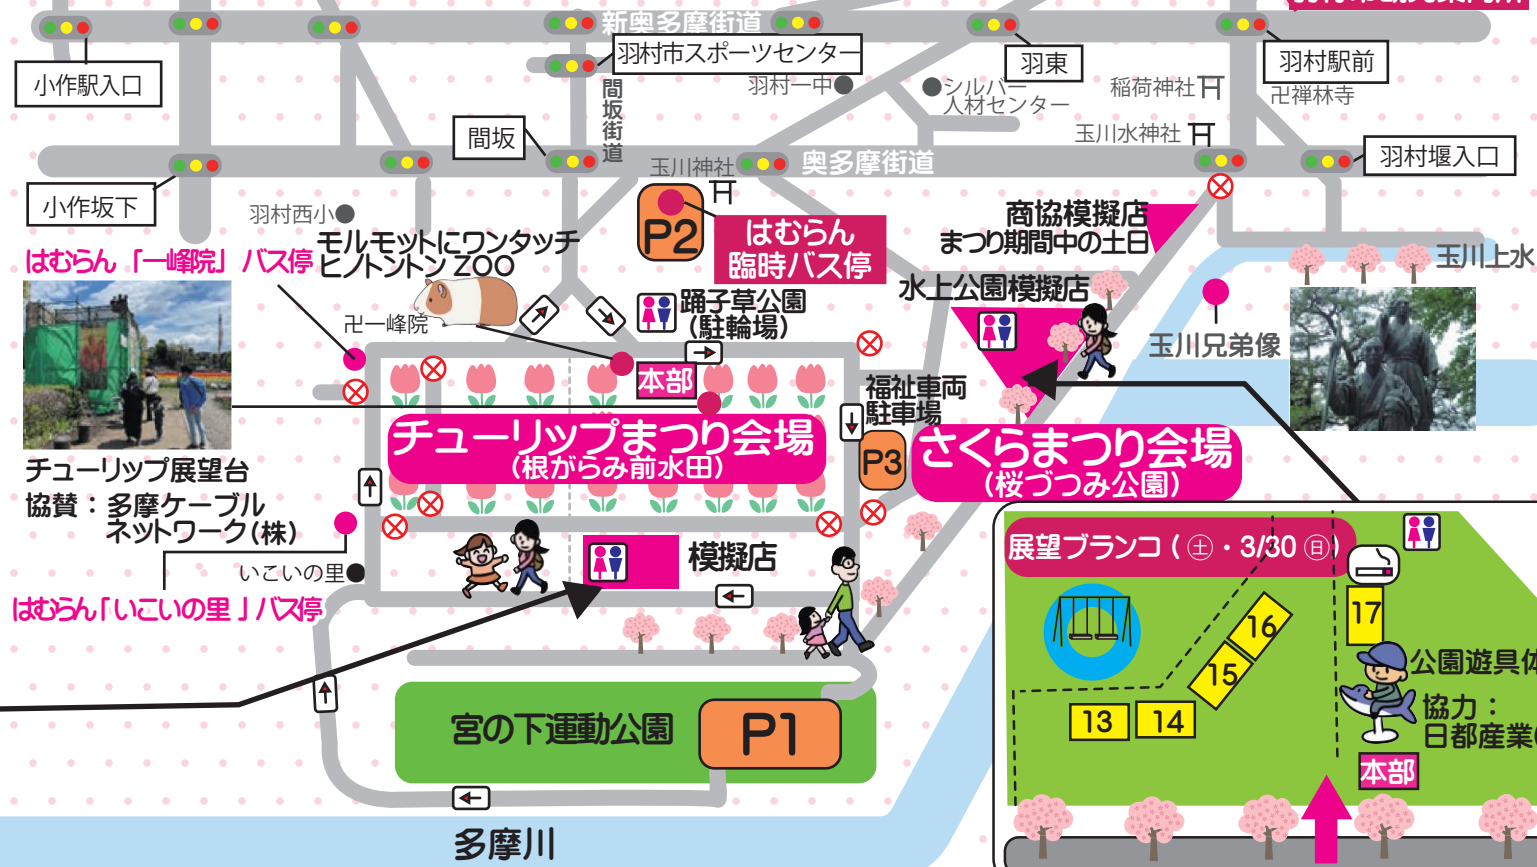 新奥多摩街道
羽村市スポーツセンター
小作駅入口
羽東
羽村駅前
間坂街道
羽村一中
シルバー
人材センター
稲荷神社
卍禅林寺
間坂
玉川水神社
羽村堰入口
玉川神社
奥多摩街道
小作坂下
羽村西小
P2
はむらん
臨時バス停
商協模擬店
まつり期間中の土日
はむらん「一峰院」バス停
モルモットにワンタッチ
ヒノトントンZOO
玉川上水
水上公園模擬店
踊子草公園
(駐輪場)
卍一峰院
玉川兄弟像
本部
福祉車両
駐車場
チューリップまつり会場
(根がらみ前水田)
P3
さくらまつり会場
(桜づつみ公園)
チューリップ展望台
協賛：多摩ケーブル
ネットワーク(株)
模擬店
いこいの里
はむらん「いこいの里」バス停
展望ブランコ(㊏・3/30㊐)
17
16
15
13
14
公園遊具体
協力：
日都産業
本部
宮の下運動公園
P1
多摩川